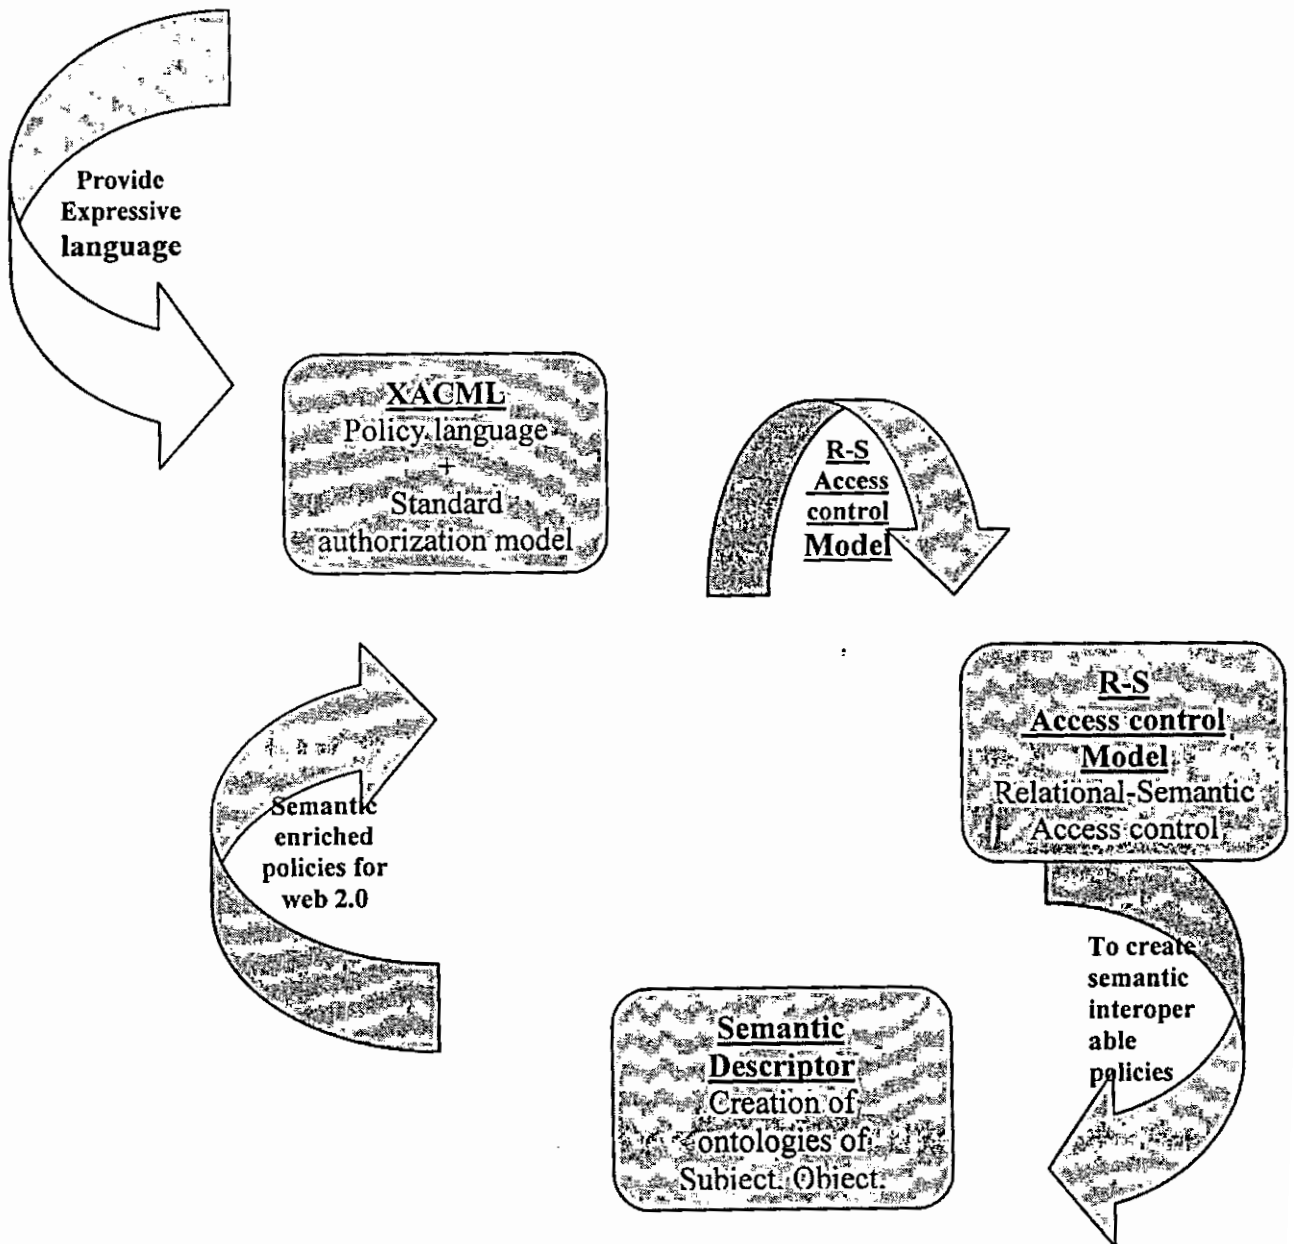 Provide
Expressive
language
XACML
Policy language
+
Standard
authorization model
R-S
Access
control
Model
R-S
Access control
Model
Relational-Semantic
Access control
Semantic
enriched
policies for
web 2.0
To create
semantic
interoper
able
policies
Semantic
Descriptor
Creation of
ontologies of
Subject. Object.